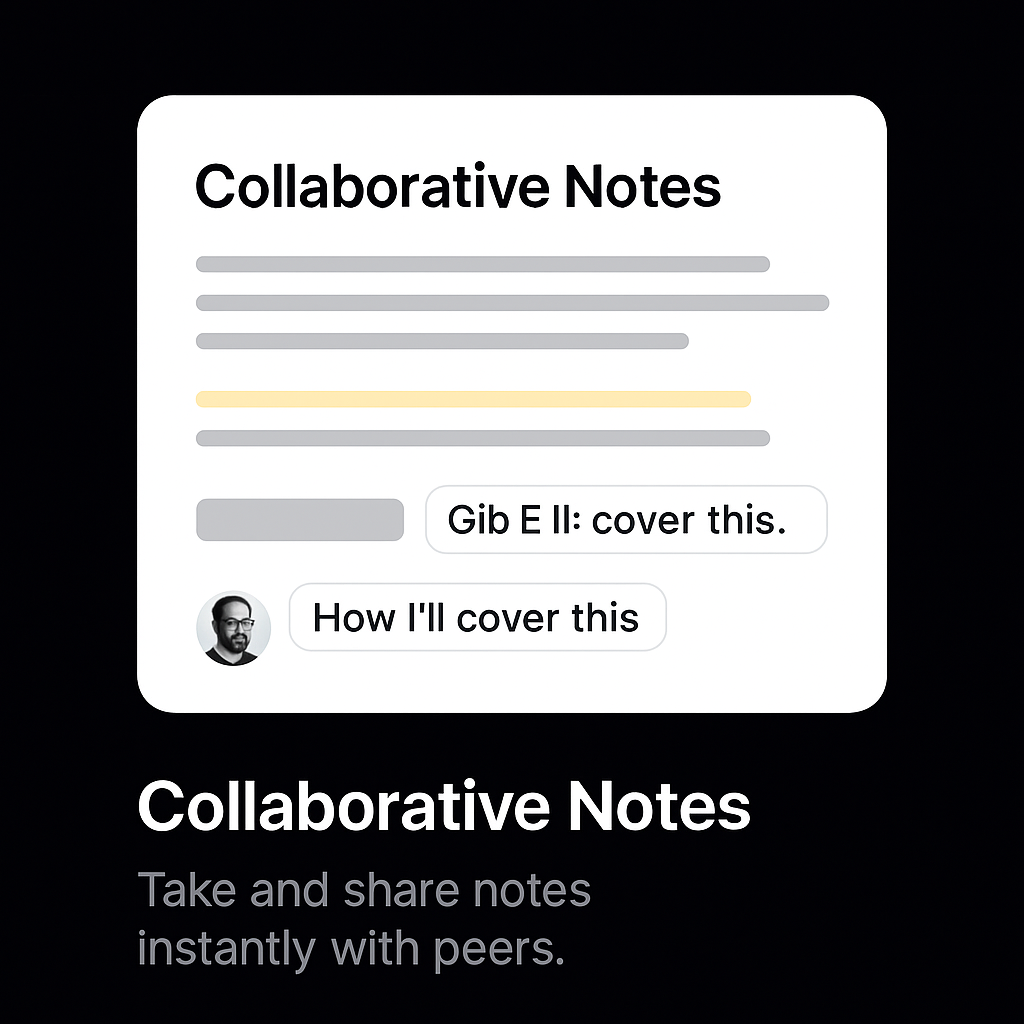 Collaborative Notes
Gib E ll: cover this.
How I'll cover this
Collaborative Notes
Take and share notes
instantly with peers.